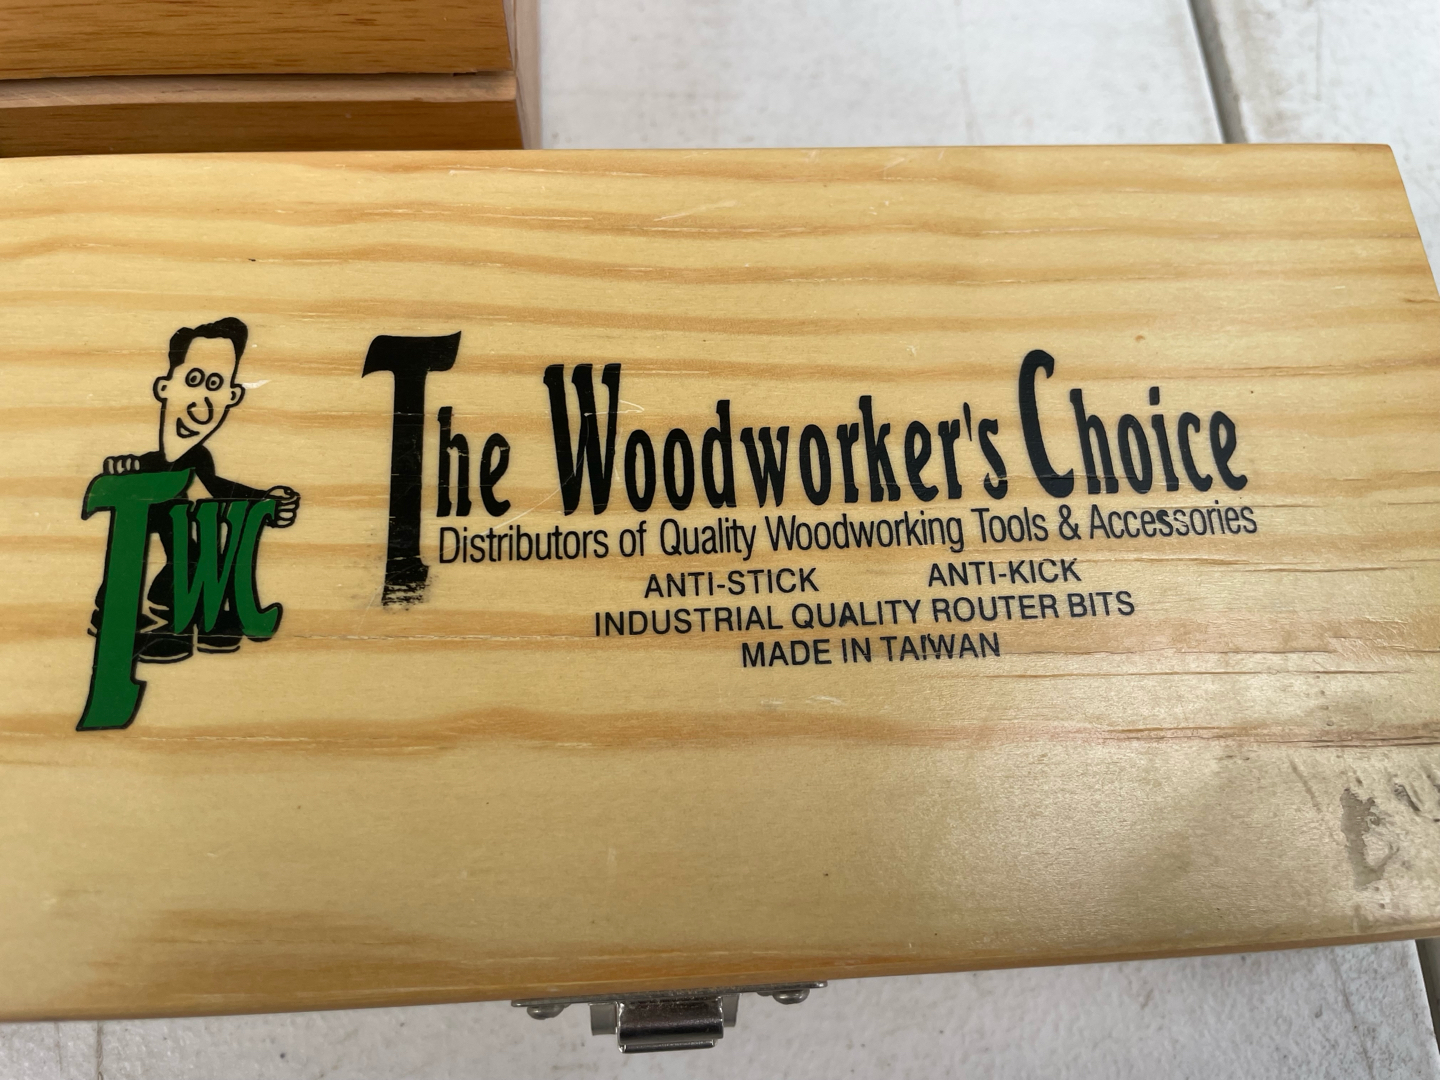 TWC
The Woodworker's Choice
Distributors of Quality Woodworking Tools & Accessories
ANTI-STICK ANTI-KICK
INDUSTRIAL QUALITY ROUTER BITS
MADE IN TAIWAN